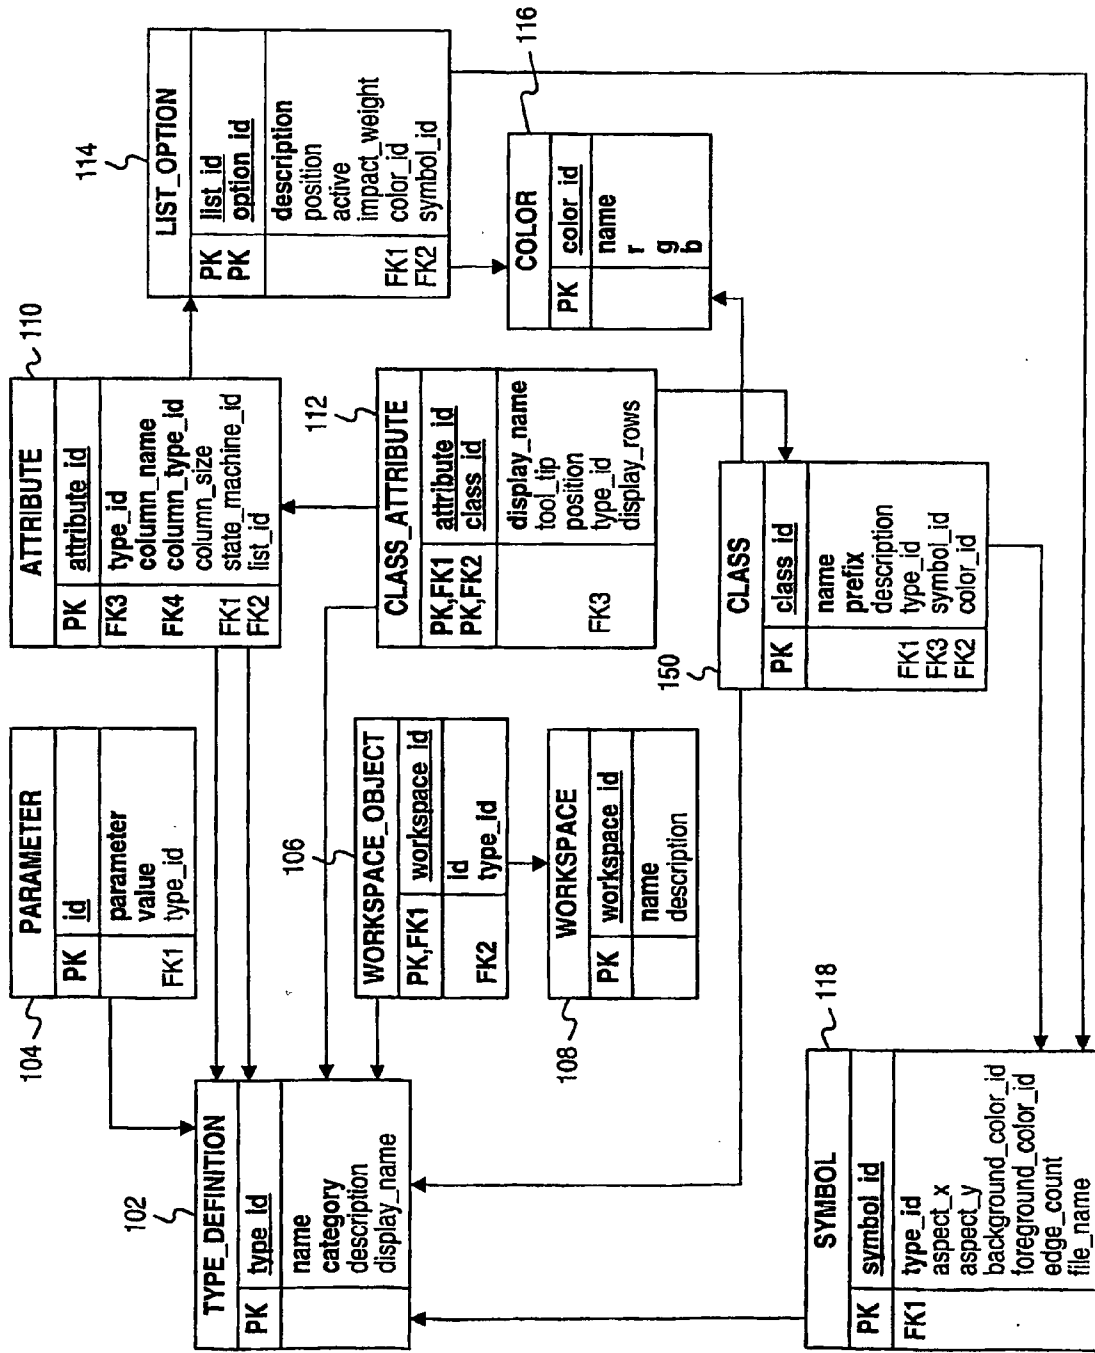 104
PARAMETER
PK id
parameter
value
FK1 type_id
110
ATTRIBUTE
PK attribute_id
FK3 type_id
column_name
FK4 column_type_id
column_size
FK1 state_machine_id
FK2 list_id
114
LIST_OPTION
PK list_id
PK option_id
description
position
active
impact_weight
FK1 color_id
FK2 symbol_id
102
TYPE_DEFINITION
PK type_id
name
category
description
display_name
106
WORKSPACE_OBJECT
PK,FK1 workspace_id
id
FK2 type_id
112
CLASS_ATTRIBUTE
PK,FK1 attribute_id
PK,FK2 class_id
display_name
tool_tip
position
FK3 type_id
display_rows
116
COLOR
PK color_id
name
r
g
b
108
WORKSPACE
PK workspace_id
name
description
150
CLASS
PK class_id
name
prefix
description
FK1 type_id
FK3 symbol_id
FK2 color_id
118
SYMBOL
PK symbol_id
FK1 type_id
aspect_x
aspect_y
background_color_id
foreground_color_id
edge_count
file_name